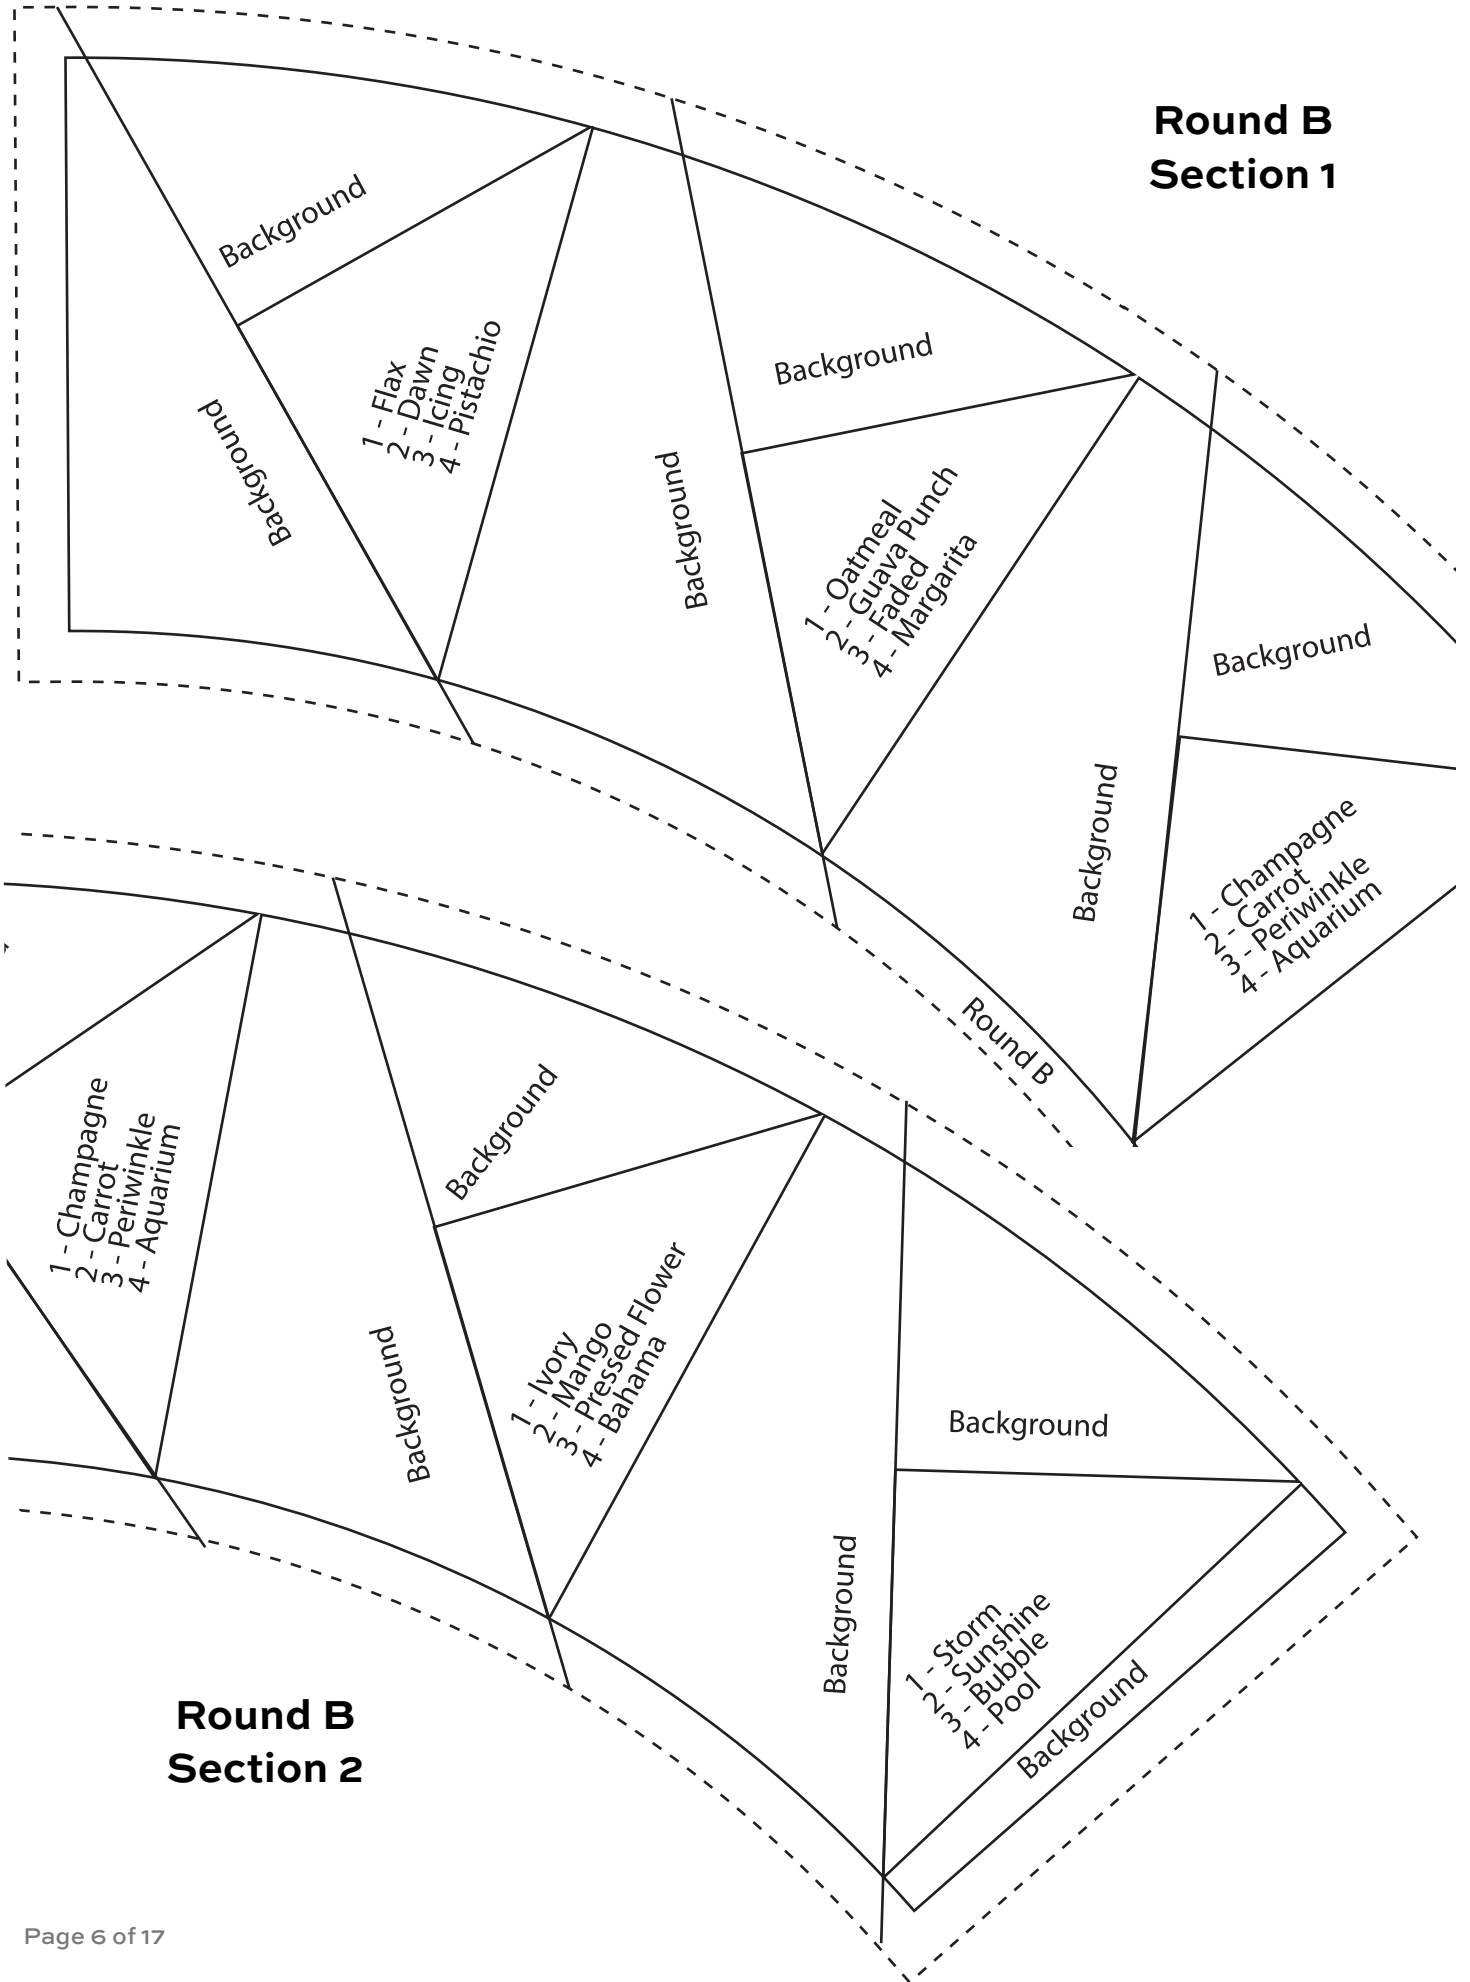 Round B
Section 1
Background
Background
1 - Flax
2 - Dawn
3 - Icing
4 - Pistachio
Background
Background
1 - Oatmeal
2 - Guava Punch
3 - Faded
4 - Margarita
Background
Background
1 - Champagne
2 - Carrot
3 - Periwinkle
4 - Aquarium
Round B
1 - Champagne
2 - Carrot
3 - Periwinkle
4 - Aquarium
Background
Background
1 - Ivory
2 - Mango
3 - Pressed Flower
4 - Bahama
Background
Background
1 - Storm
2 - Sunshine
3 - Bubble
4 - Pool
Background
Round B
Section 2
Page 6 of 17